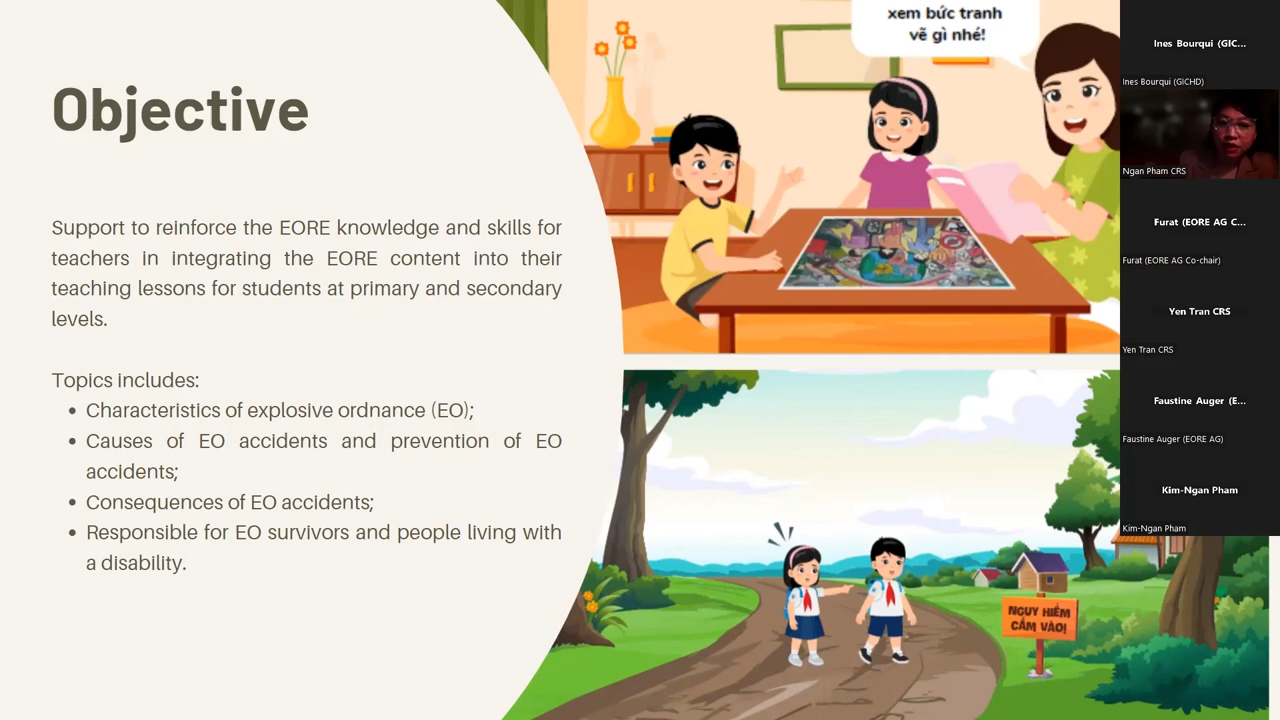 Objective
Support to reinforce the EORE knowledge and skills for
teachers in integrating the EORE content into their
teaching lessons for students at primary and secondary
levels.
Topics includes:
• Characteristics of explosive ordnance (EO);
• Causes of EO accidents and prevention of EO
accidents;
• Consequences of EO accidents;
• Responsible for EO survivors and people living with
a disability.
xem bức tranh
vẽ gì nhé!
NGUY HIỂM
CẤM VÀO!
Ines Bourqui (GIC...
Ines Bourqui (GICHD)
Ngan Pham CRS
Furat (EORE AG C...
Furat (EORE AG Co-chair)
Yen Tran CRS
Yen Tran CRS
Faustine Auger (E...
Faustine Auger (EORE AG)
Kim-Ngan Pham
Kim-Ngan Pham